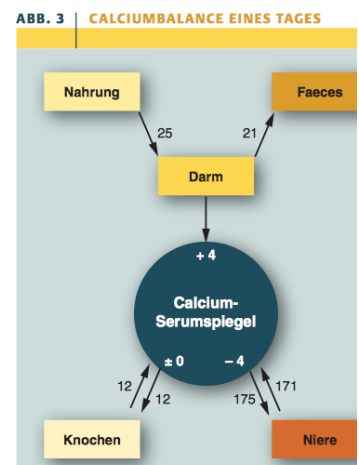 ABB. 3 | CALCIUMBALANCE EINES TAGES
Nahrung
Faeces
25
21
Darm
+ 4
Calcium-
Serumspiegel
± 0
– 4
12
12
175
171
Knochen
Niere